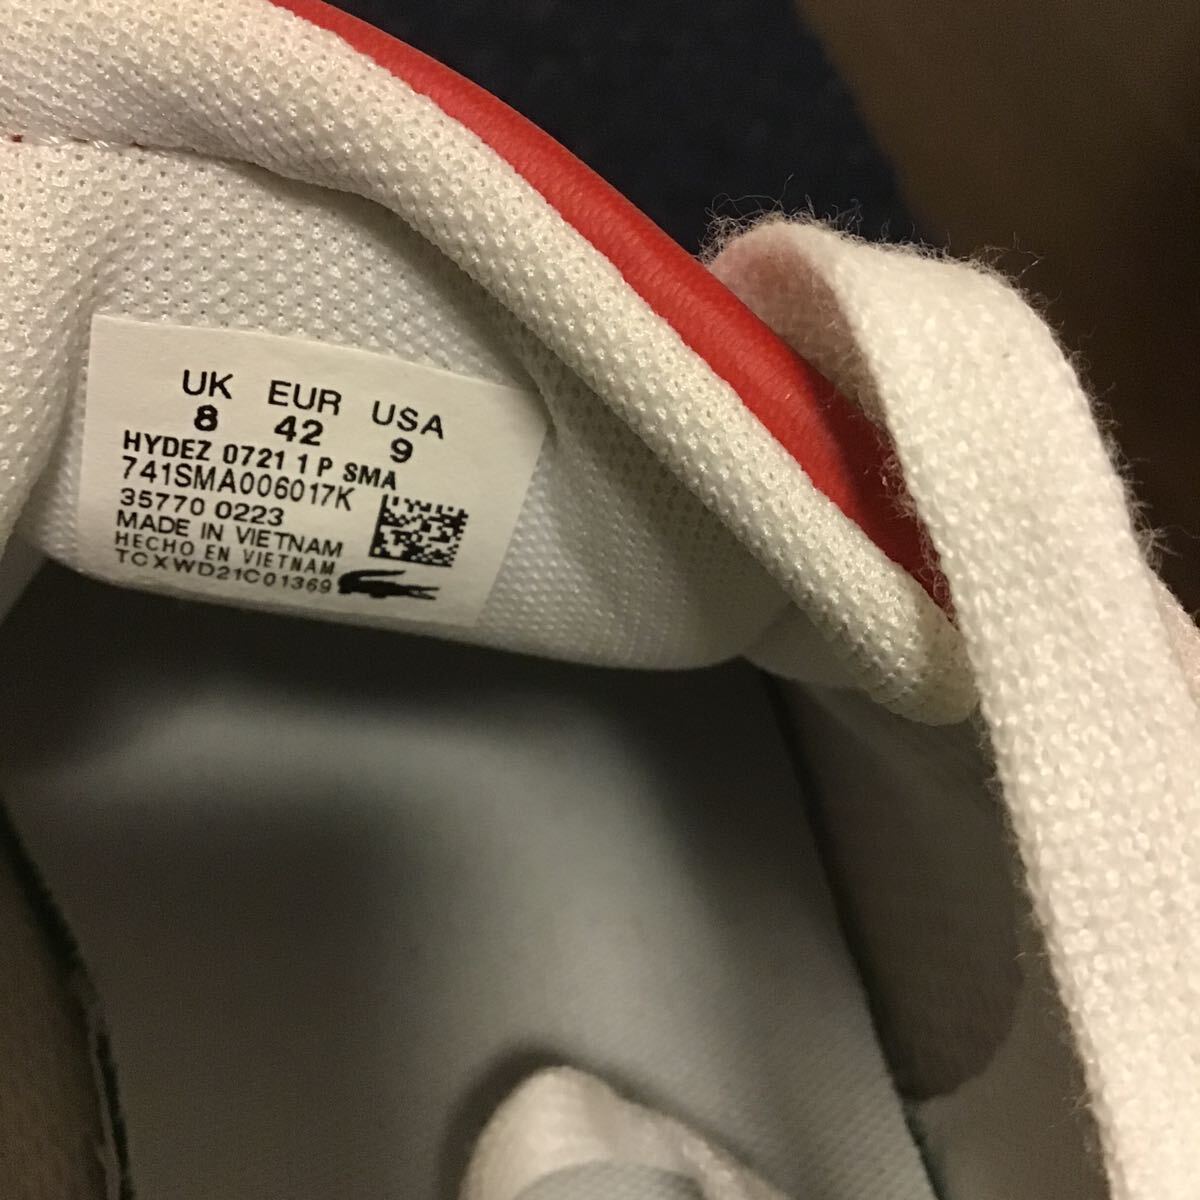 UK EUR USA
8 42 9
HYDEZ 0721 1 P SMA
741SMA006017K
35770 0223
MADE IN VIETNAM
HECHO EN VIETNAM
TCXWD21C01369